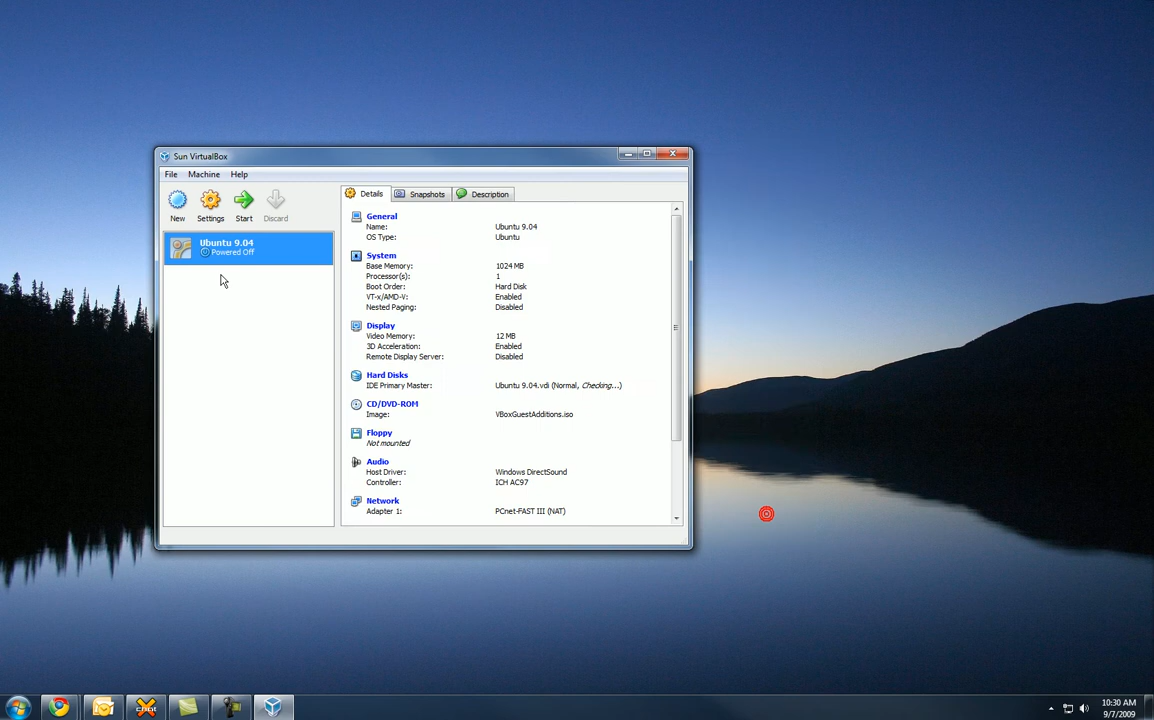 Sun VirtualBox
File Machine Help
New Settings Start Discard
Details Snapshots Description
Ubuntu 9.04
Powered Off
General
Name: Ubuntu 9.04
OS Type: Ubuntu
System
Base Memory: 1024 MB
Processor(s): 1
Boot Order: Hard Disk
VT-x/AMD-V: Enabled
Nested Paging: Disabled
Display
Video Memory: 12 MB
3D Acceleration: Enabled
Remote Display Server: Disabled
Hard Disks
IDE Primary Master: Ubuntu 9.04.vdi (Normal, Checking...)
CD/DVD-ROM
Image: VBoxGuestAdditions.iso
Floppy
Not mounted
Audio
Host Driver: Windows DirectSound
Controller: ICH AC97
Network
Adapter 1: PCnet-FAST III (NAT)
chat
10:30 AM
9/7/2009